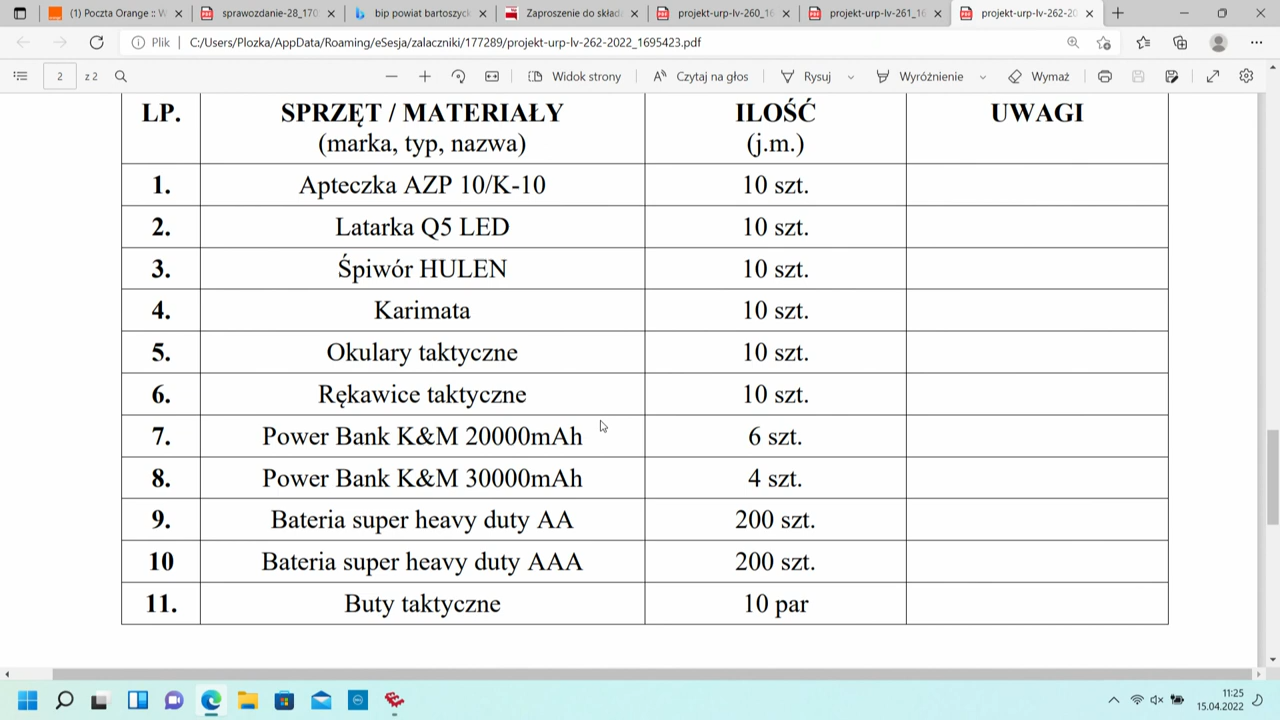 (1) Poczta Orange :: W
sprawozdanie-28_170
bip powiat bartoszyck
Zaproszenie do składa
projekt-urp-lv-260_16
projekt-urp-lv-261_16
projekt-urp-lv-262-20
Plik
C:/Users/Plozka/AppData/Roaming/eSesja/zalaczniki/177289/projekt-urp-lv-262-2022_1695423.pdf
2 z 2
Widok strony
Czytaj na głos
Rysuj
Wyróżnienie
Wymaż
LP. SPRZĘT / MATERIAŁY ILOŚĆ UWAGI
(marka, typ, nazwa) (j.m.)
1. Apteczka AZP 10/K-10 10 szt.
2. Latarka Q5 LED 10 szt.
3. Śpiwór HULEN 10 szt.
4. Karimata 10 szt.
5. Okulary taktyczne 10 szt.
6. Rękawice taktyczne 10 szt.
7. Power Bank K&M 20000mAh 6 szt.
8. Power Bank K&M 30000mAh 4 szt.
9. Bateria super heavy duty AA 200 szt.
10 Bateria super heavy duty AAA 200 szt.
11. Buty taktyczne 10 par
11:25
15.04.2022